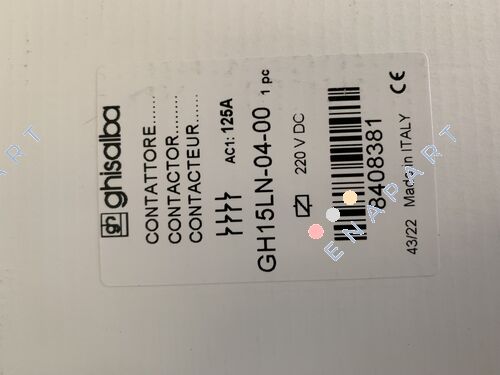 gh ghisalba
CONTATTORE......
CONTACTOR........
CONTACTEUR......
AC1: 125A
GH15LN-04-00 1 pc
220 V DC
8408381
43/22 Made in ITALY CE
ENAPART